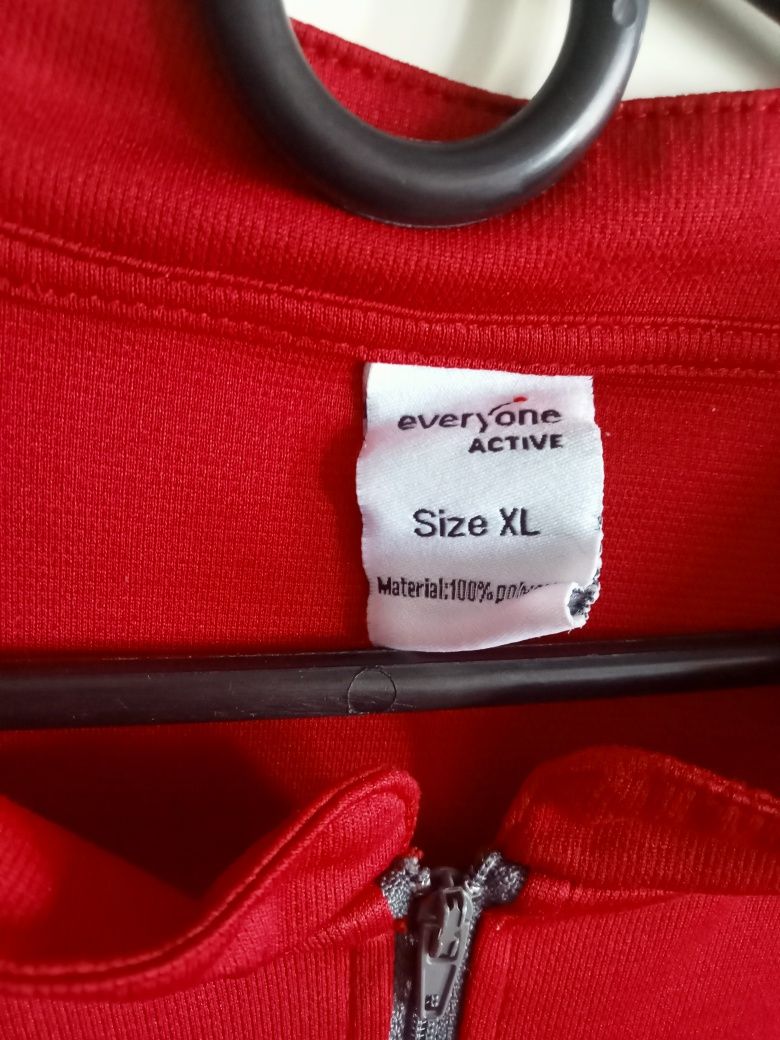 everyone
ACTIVE
Size XL
Material:100%